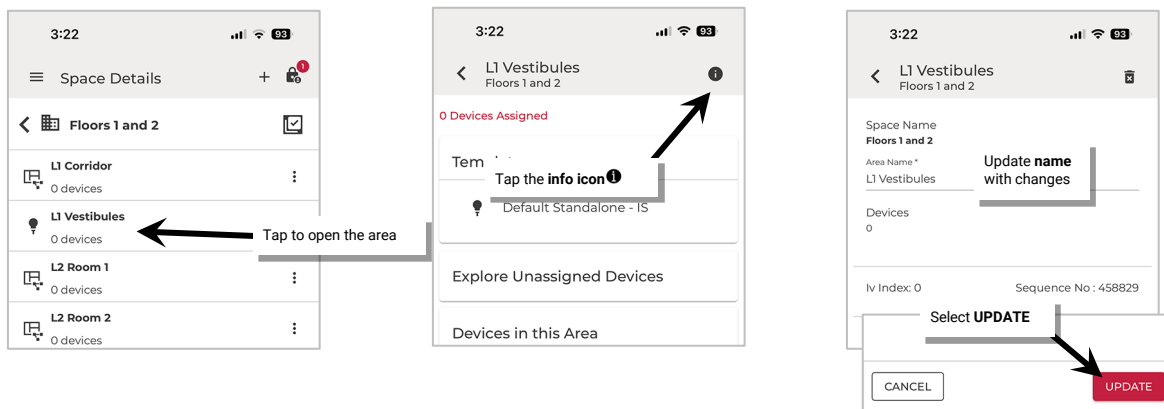 3:22
93
Space Details
+
1
Floors 1 and 2
L1 Corridor
0 devices
L1 Vestibules
0 devices
L2 Room 1
0 devices
L2 Room 2
0 devices
Tap to open the area
3:22
93
L1 Vestibules
Floors 1 and 2
0 Devices Assigned
Tap the info icon
Default Standalone - IS
Explore Unassigned Devices
Devices in this Area
3:22
93
L1 Vestibules
Floors 1 and 2
Space Name
Floors 1 and 2
Area Name *
L1 Vestibules
Update name
with changes
Devices
0
Iv Index: 0 Sequence No : 458829
Select UPDATE
CANCEL UPDATE